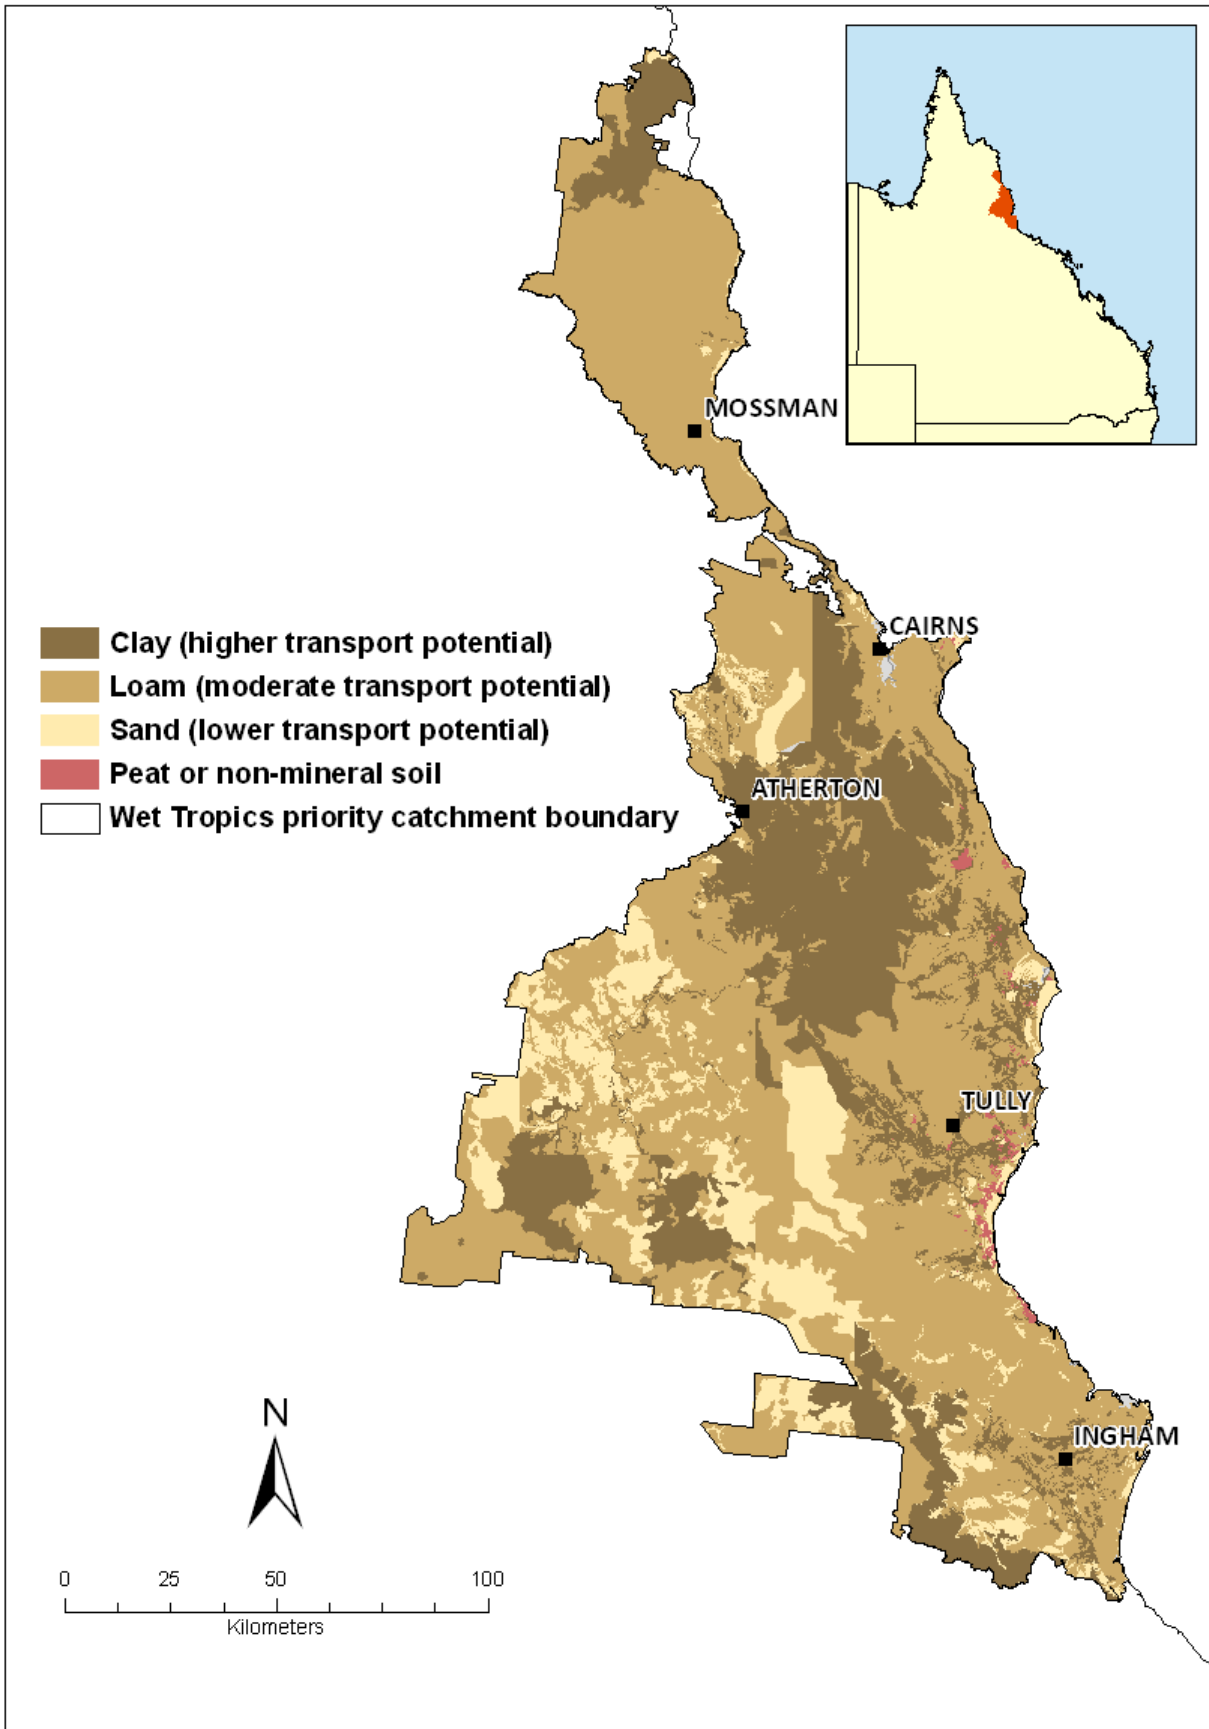 MOSSMAN
CAIRNS
Clay (higher transport potential)
Loam (moderate transport potential)
Sand (lower transport potential)
Peat or non-mineral soil
Wet Tropics priority catchment boundary
ATHERTON
TULLY
INGHAM
N
0 25 50 100
Kilometers